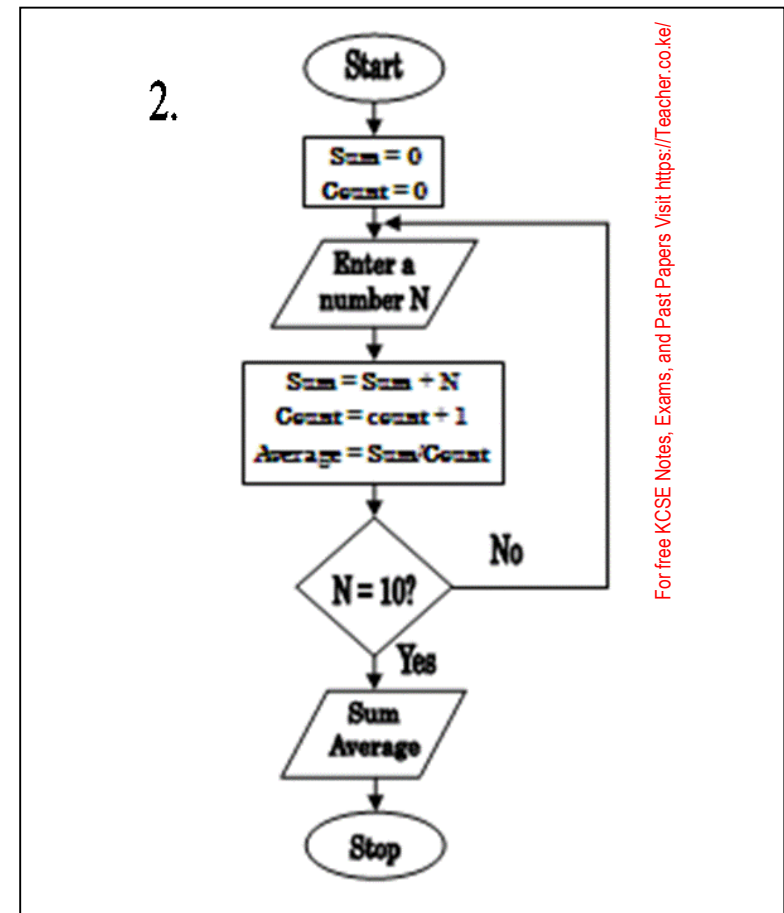 2.
Start
Sum = 0
Count = 0
Enter a
number N
Sum = Sum + N
Count = count + 1
Average = Sum/Count
N = 10?
No
Yes
Sum
Average
Stop
For free KCSE Notes, Exams, and Past Papers Visit https://Teacher.co.ke/